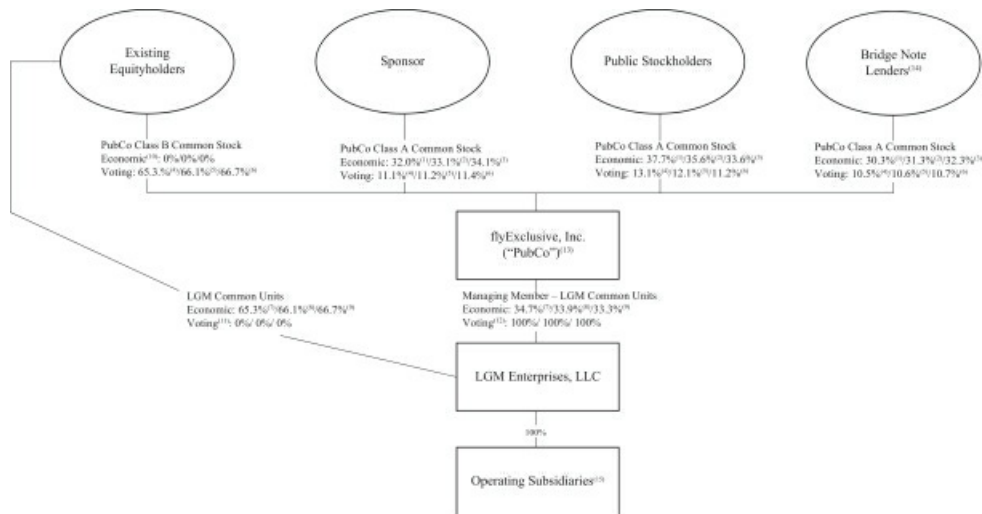 Existing
Equityholders
Sponsor
Public Stockholders
Bridge Note
Lenders(14)
PubCo Class B Common Stock
Economic(10): 0%/0%/0%
Voting: 65.3.%(4)/66.1%(5)/66.7%(6)
PubCo Class A Common Stock
Economic: 32.0%(1)/33.1%(2)/34.1%(3)
Voting: 11.1%(4)/11.2%(5)/11.4%(6)
PubCo Class A Common Stock
Economic: 37.7%(1)/35.6%(2)/33.6%(3)
Voting: 13.1%(4)/12.1%(5)/11.2%(6)
PubCo Class A Common Stock
Economic: 30.3%(1)/31.3%(2)/32.3%(3)
Voting: 10.5%(4)/10.6%(5)/10.7%(6)
flyExclusive, Inc.
(“PubCo”)(13)
LGM Common Units
Economic: 65.3%(7)/66.1%(8)/66.7%(9)
Voting(11): 0%/ 0%/ 0%
Managing Member – LGM Common Units
Economic: 34.7%(7)/33.9%(8)/33.3%(9)
Voting(12): 100%/ 100%/ 100%
LGM Enterprises, LLC
100%
Operating Subsidiaries(15)